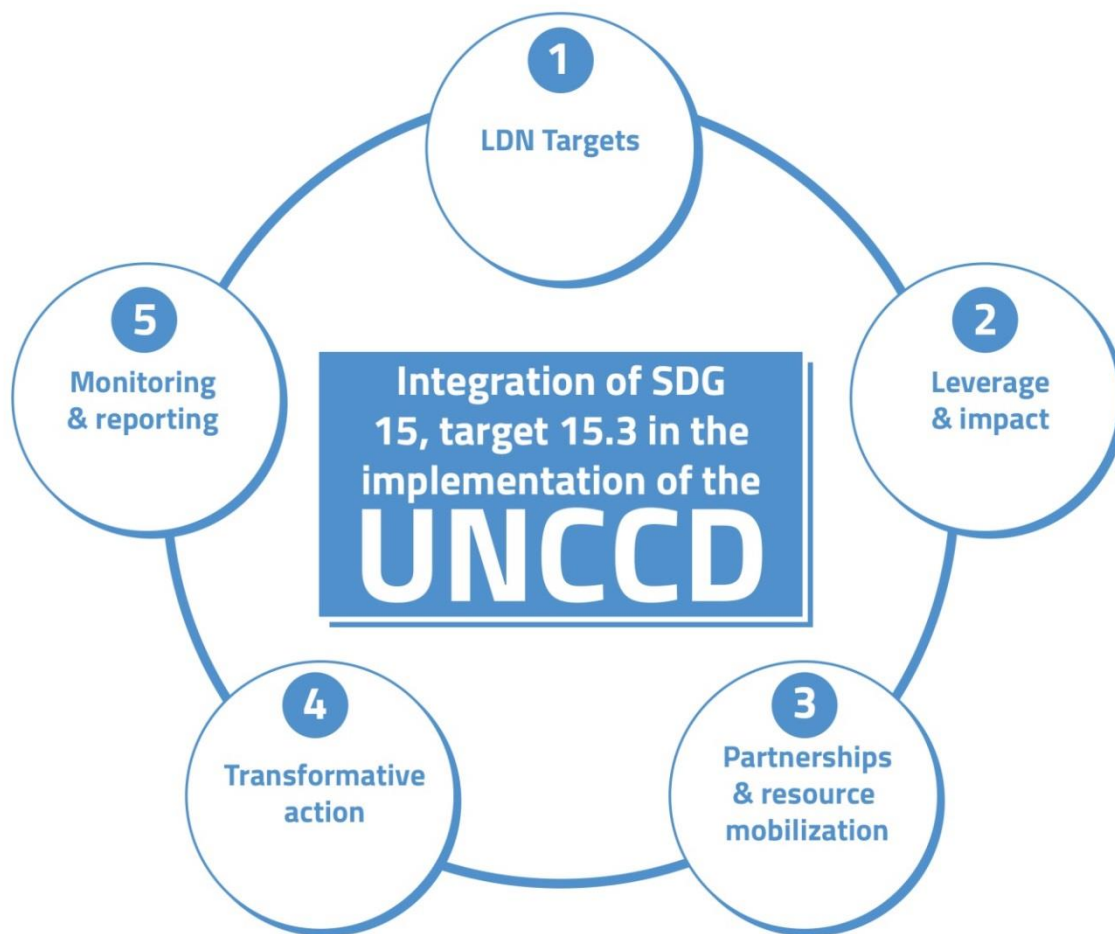 1
LDN Targets
2
Leverage
& impact
3
Partnerships
& resource
mobilization
4
Transformative
action
5
Monitoring
& reporting
Integration of SDG
15, target 15.3 in the
implementation of the
UNCCD